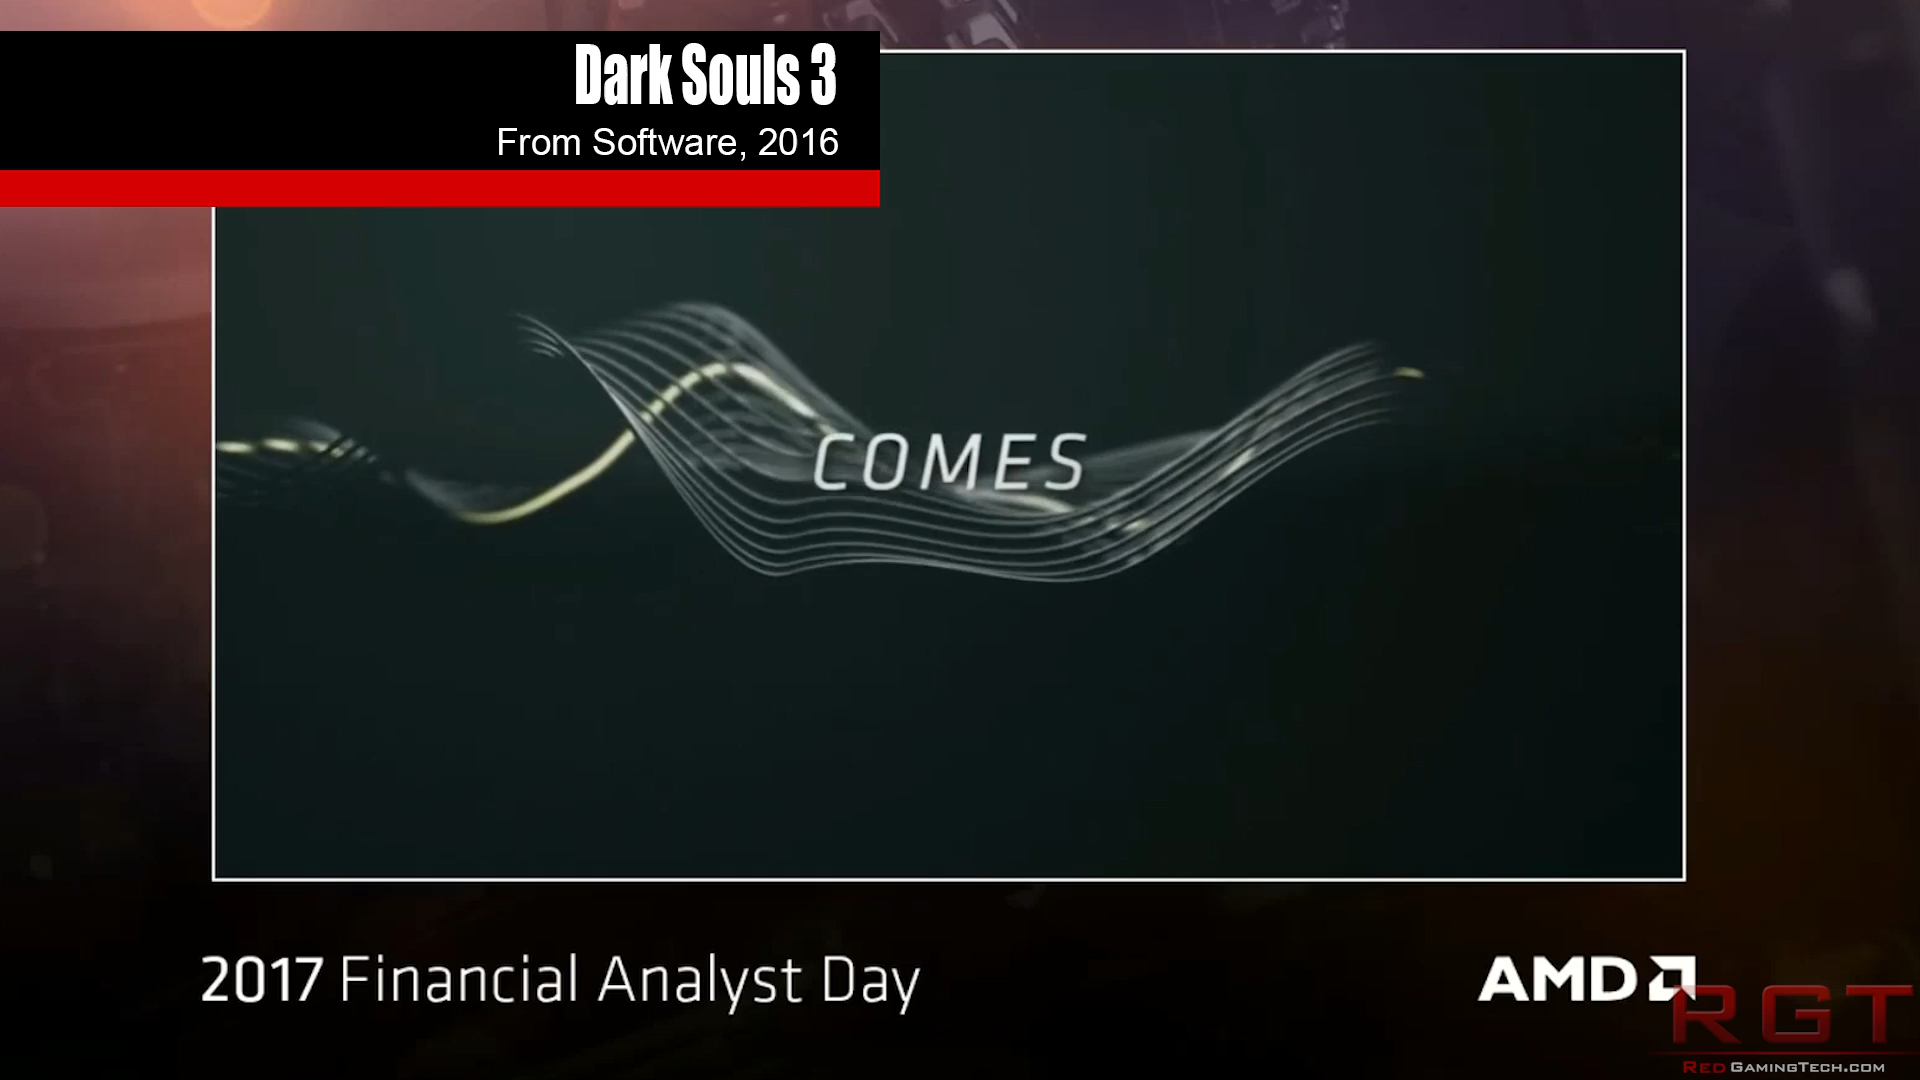 Dark Souls 3
From Software, 2016
COMES
2017 Financial Analyst Day
AMD
RGT
REDGAMINGTECH.COM